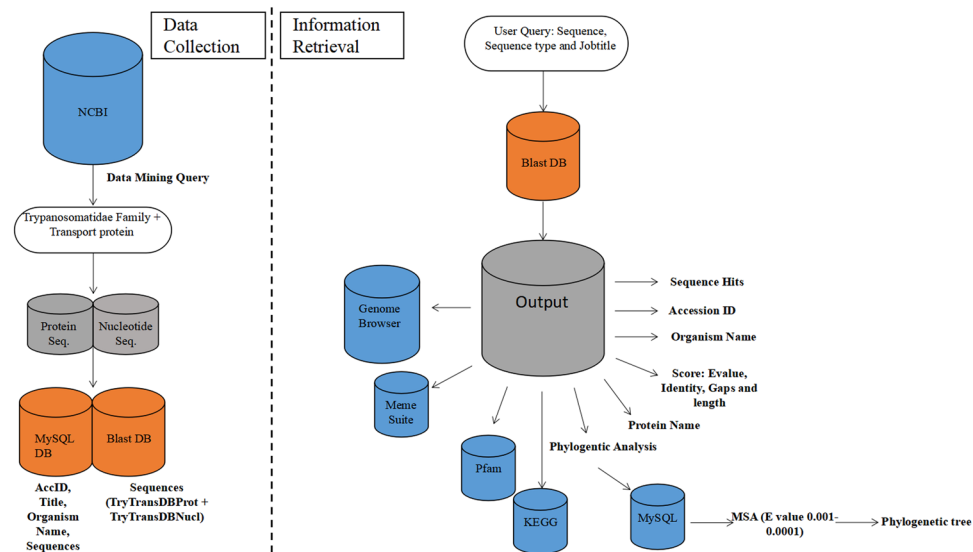 Data
Collection
Information
Retrieval
NCBI
Data Mining Query
Trypanosomatidae Family +
Transport protein
Protein
Seq.
Nucleotide
Seq.
MySQL
DB
Blast DB
AccID,
Title,
Organism
Name,
Sequences
Sequences
(TryTransDBProt +
TryTransDBNucl)
User Query: Sequence,
Sequence type and Jobtitle
Blast DB
Output
Genome
Browser
Meme
Suite
Pfam
KEGG
MySQL
Sequence Hits
Accession ID
Organism Name
Score: Evalue,
Identity, Gaps and
length
Protein Name
Phylogentic Analysis
MSA (E value 0.001-
0.0001)
Phylogenetic tree